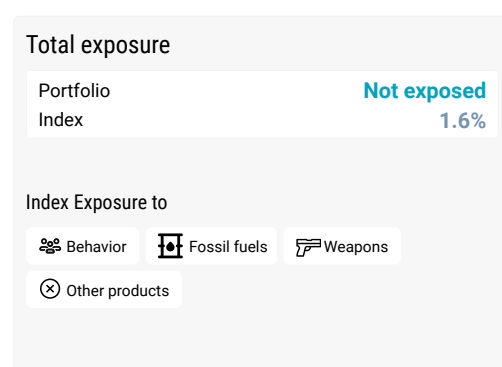 Total exposure
Portfolio Not exposed
Index 1.6%
Index Exposure to
Behavior Fossil fuels Weapons
Other products